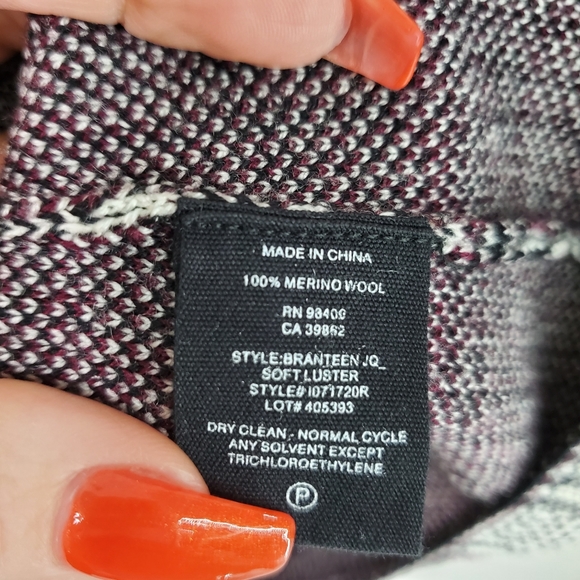 MADE IN CHINA
100% MERINO WOOL
RN 98409
CA 39862
STYLE:BRANTEEN JQ_
SOFT LUSTER
STYLE#I071720R
LOT# 405393
DRY CLEAN - NORMAL CYCLE
ANY SOLVENT EXCEPT
TRICHLOROETHYLENE
P